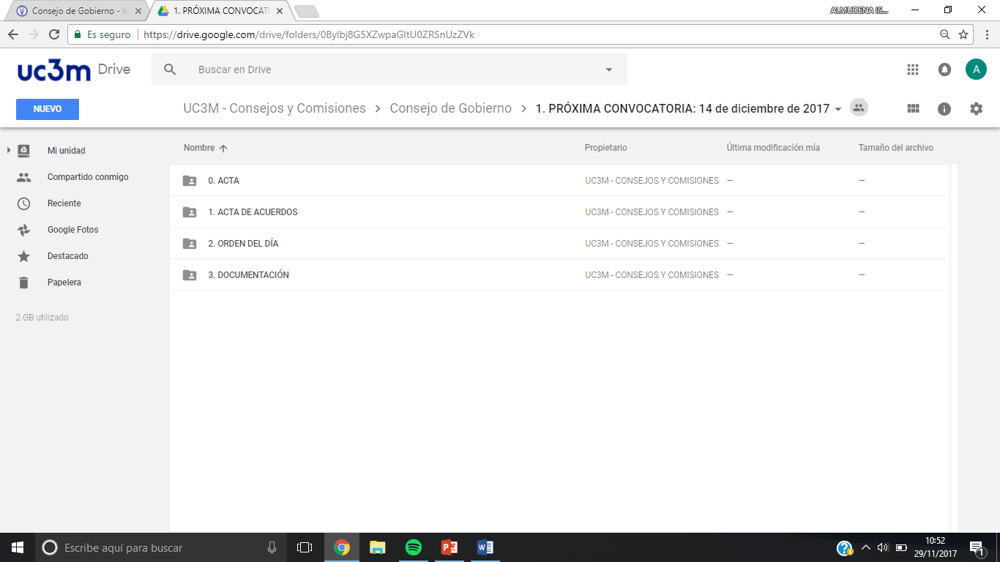 Consejo de Gobierno - In
1. PRÓXIMA CONVOCATO
ALMUDENA IS...
Es seguro
https://drive.google.com/drive/folders/0ByIbj8G5XZwpaGltU0ZRSnUzZVk
uc3m Drive
Buscar en Drive
A
NUEVO
UC3M - Consejos y Comisiones > Consejo de Gobierno > 1. PRÓXIMA CONVOCATORIA: 14 de diciembre de 2017
Mi unidad
Compartido conmigo
Reciente
Google Fotos
Destacado
Papelera
2 GB utilizado
Nombre Propietario Última modificación mía Tamaño del archivo
0. ACTA UC3M - CONSEJOS Y COMISIONES — —
1. ACTA DE ACUERDOS UC3M - CONSEJOS Y COMISIONES — —
2. ORDEN DEL DÍA UC3M - CONSEJOS Y COMISIONES — —
3. DOCUMENTACIÓN UC3M - CONSEJOS Y COMISIONES — —
Escribe aquí para buscar
10:52
29/11/2017
1